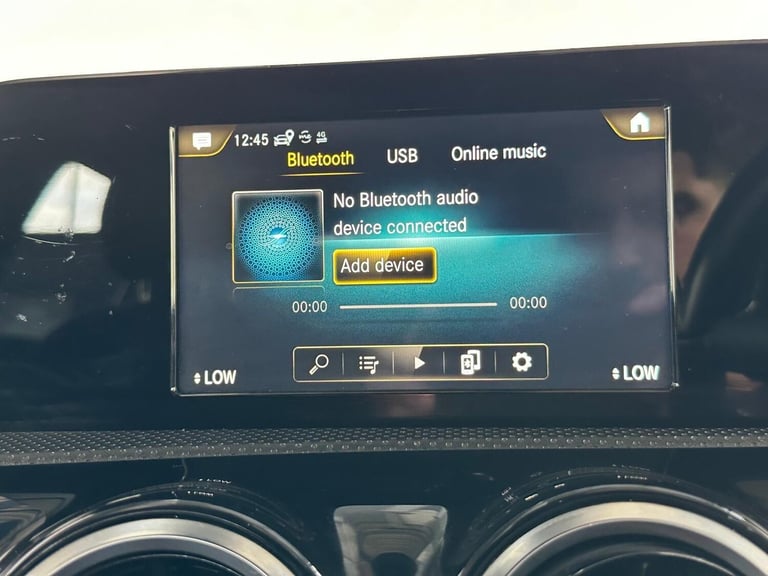 12:45 4G
Bluetooth USB Online music
No Bluetooth audio
device connected
Add device
00:00 00:00
LOW LOW